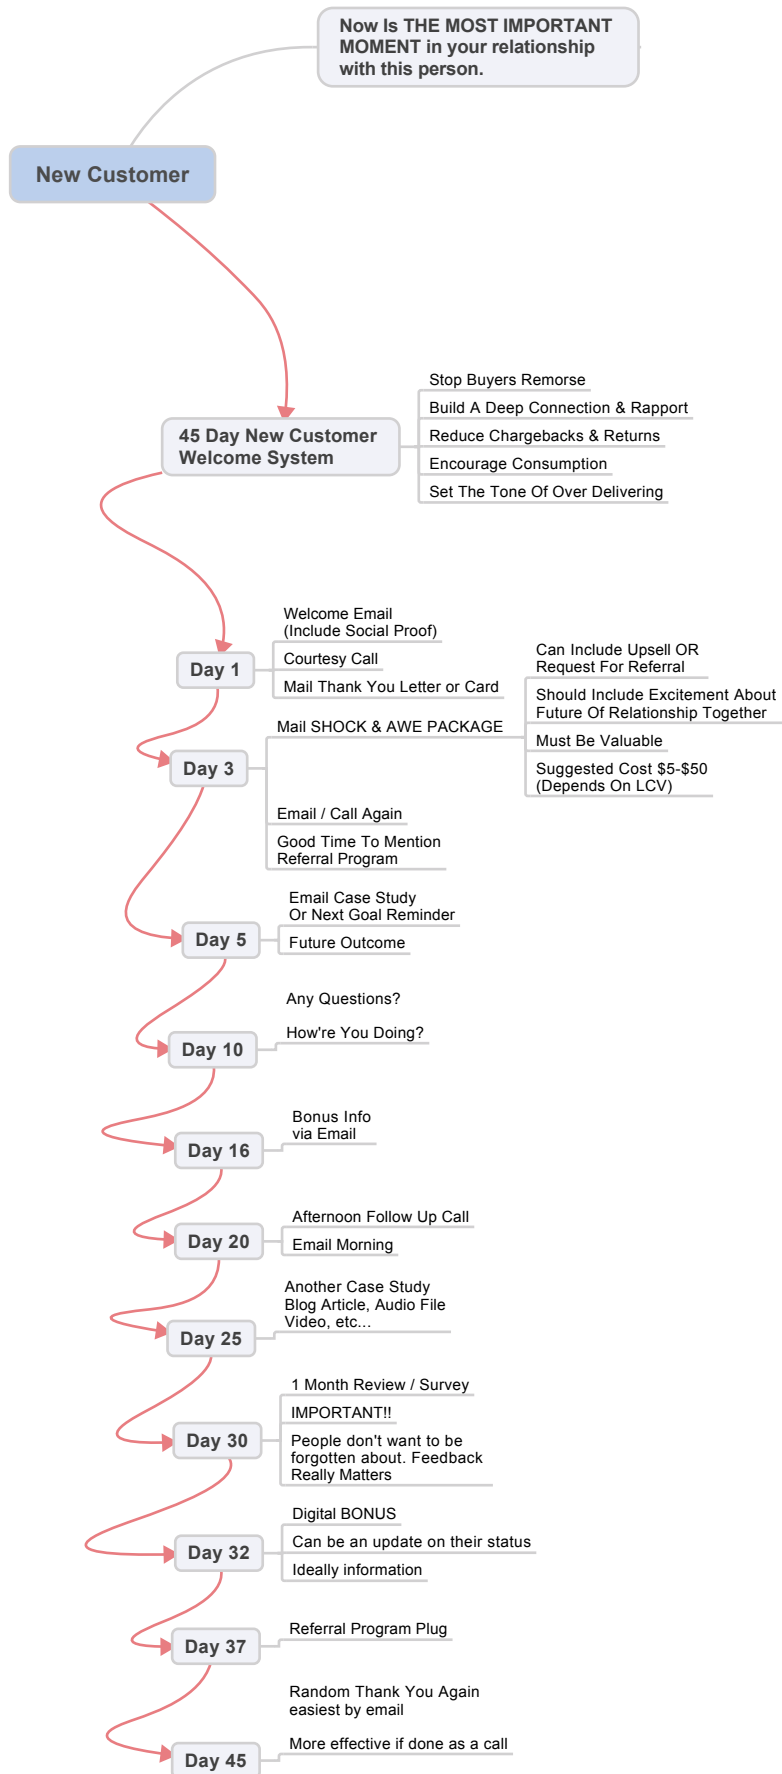 Now Is THE MOST IMPORTANT
MOMENT in your relationship
with this person.
New Customer
45 Day New Customer
Welcome System
Stop Buyers Remorse
Build A Deep Connection & Rapport
Reduce Chargebacks & Returns
Encourage Consumption
Set The Tone Of Over Delivering
Day 1
Welcome Email
(Include Social Proof)
Courtesy Call
Mail Thank You Letter or Card
Day 3
Mail SHOCK & AWE PACKAGE
Can Include Upsell OR
Request For Referral
Should Include Excitement About
Future Of Relationship Together
Must Be Valuable
Suggested Cost $5-$50
(Depends On LCV)
Email / Call Again
Good Time To Mention
Referral Program
Day 5
Email Case Study
Or Next Goal Reminder
Future Outcome
Day 10
Any Questions?
How're You Doing?
Day 16
Bonus Info
via Email
Day 20
Afternoon Follow Up Call
Email Morning
Day 25
Another Case Study
Blog Article, Audio File
Video, etc...
Day 30
1 Month Review / Survey
IMPORTANT!!
People don't want to be
forgotten about. Feedback
Really Matters
Day 32
Digital BONUS
Can be an update on their status
Ideally information
Day 37
Referral Program Plug
Day 45
Random Thank You Again
easiest by email
More effective if done as a call